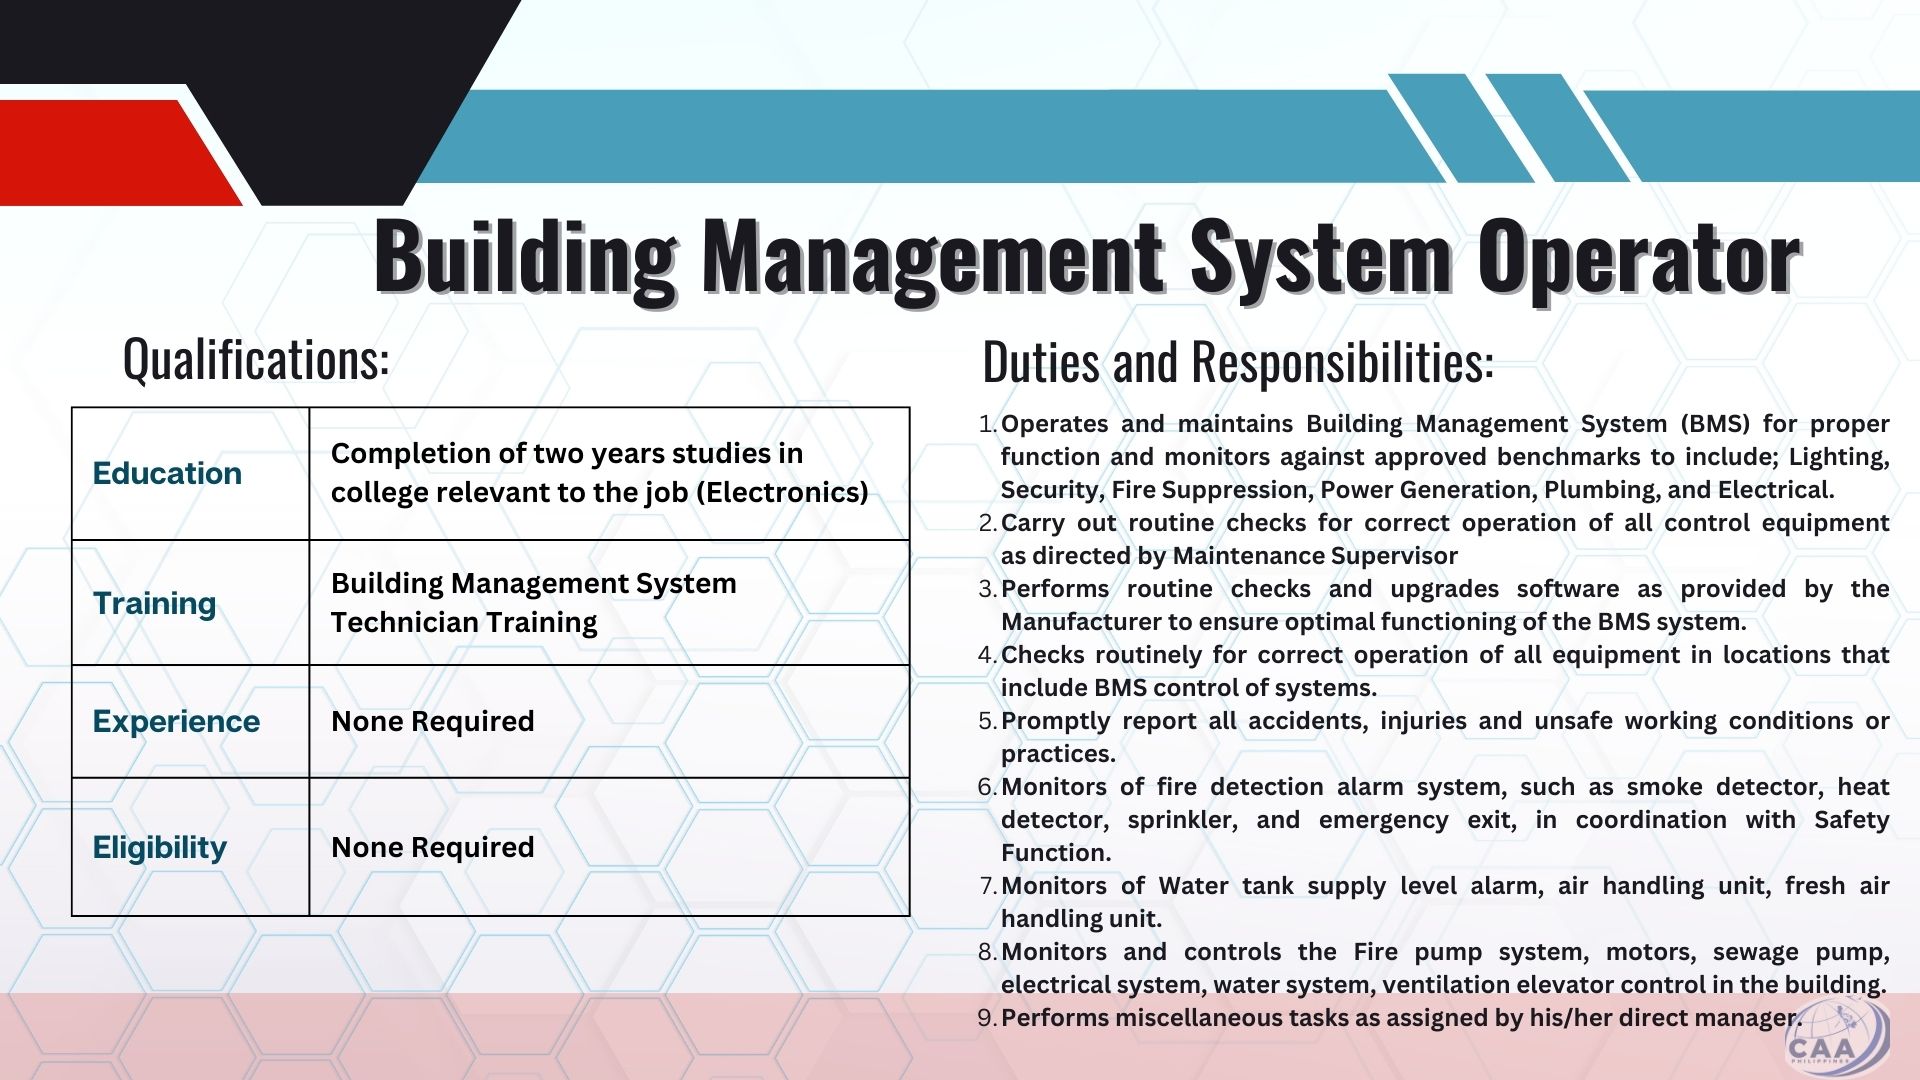 Building Management System Operator
Qualifications:
Education
Completion of two years studies in
college relevant to the job (Electronics)
Training
Building Management System
Technician Training
Experience
None Required
Eligibility
None Required
Duties and Responsibilities:
1. Operates and maintains Building Management System (BMS) for proper
function and monitors against approved benchmarks to include; Lighting,
Security, Fire Suppression, Power Generation, Plumbing, and Electrical.
2. Carry out routine checks for correct operation of all control equipment
as directed by Maintenance Supervisor
3. Performs routine checks and upgrades software as provided by the
Manufacturer to ensure optimal functioning of the BMS system.
4. Checks routinely for correct operation of all equipment in locations that
include BMS control of systems.
5. Promptly report all accidents, injuries and unsafe working conditions or
practices.
6. Monitors of fire detection alarm system, such as smoke detector, heat
detector, sprinkler, and emergency exit, in coordination with Safety
Function.
7. Monitors of Water tank supply level alarm, air handling unit, fresh air
handling unit.
8. Monitors and controls the Fire pump system, motors, sewage pump,
electrical system, water system, ventilation elevator control in the building.
9. Performs miscellaneous tasks as assigned by his/her direct manager.
CAA
PHILIPPINES